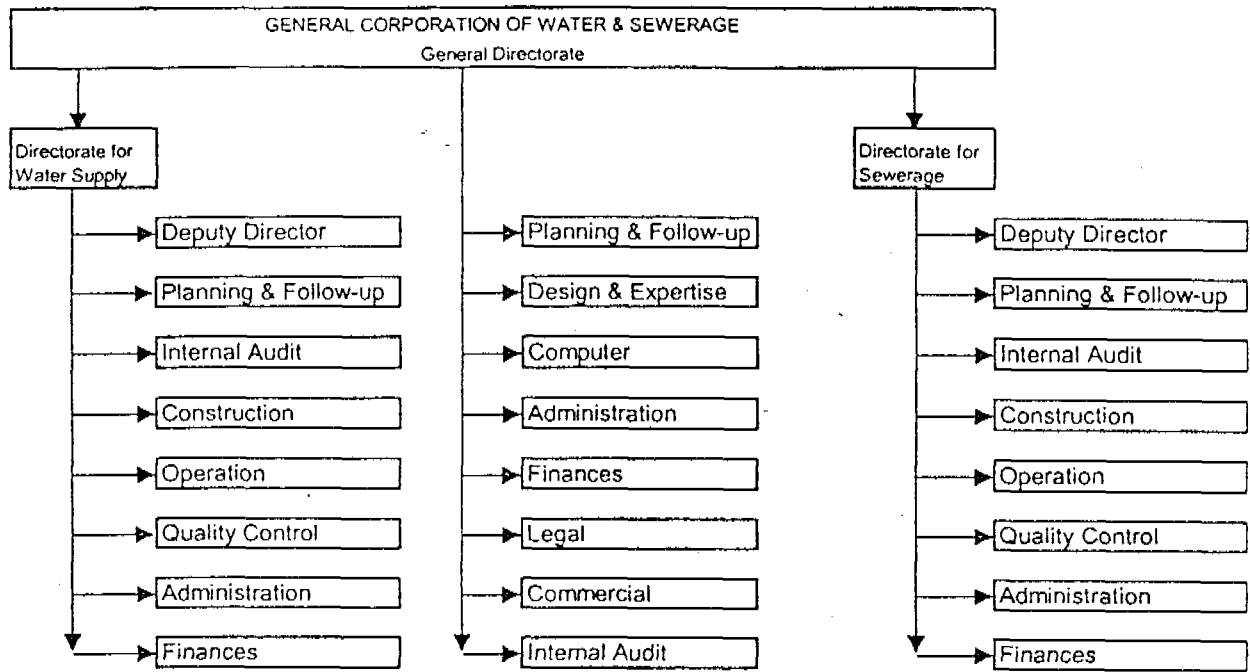 GENERAL CORPORATION OF WATER & SEWERAGE
General Directorate
Directorate for
Water Supply
Deputy Director
Planning & Follow-up
Internal Audit
Construction
Operation
Quality Control
Administration
Finances
Planning & Follow-up
Design & Expertise
Computer
Administration
Finances
Legal
Commercial
Internal Audit
Directorate for
Sewerage
Deputy Director
Planning & Follow-up
Internal Audit
Construction
Operation
Quality Control
Administration
Finances